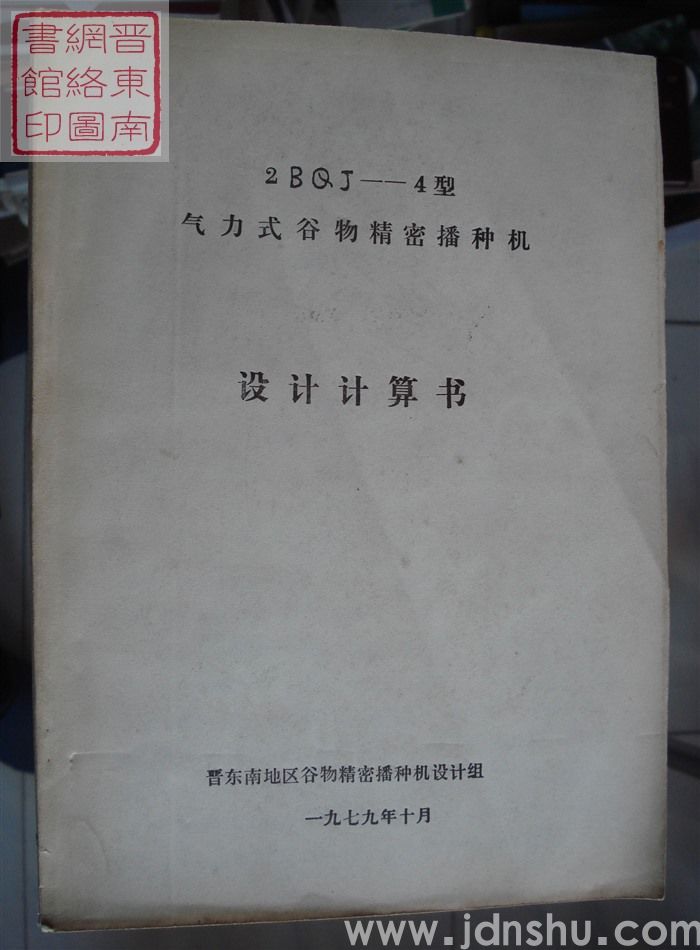 晋東南
網絡圖
書館印
2BQJ——4型
气力式谷物精密播种机
设计计算书
晋东南地区谷物精密播种机设计组
一九七九年十月
www.jdnshu.com